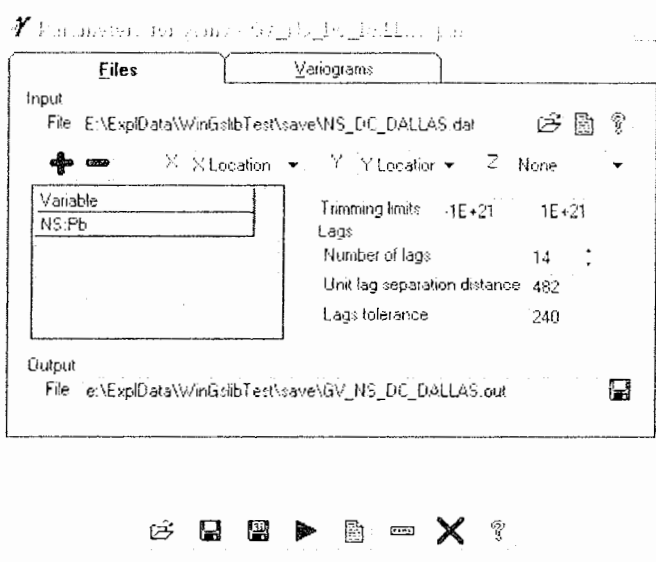 Files Variograms
Input
File E:\ExplData\WinGslibTest\save\NS_DC_DALLAS.dat
X X Location Y Y Location Z None
Variable
NS:Pb
Trimming limits -1E+21 1E+21
Lags
Number of lags 14
Unit lag separation distance 482
Lags tolerance 240
Output
File e:\ExplData\WinGslibTest\save\GV_NS_DC_DALLAS.out